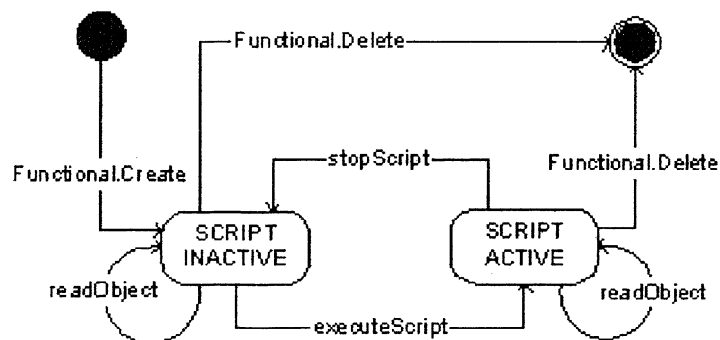 Functional.Delete
stopScript
Functional.Delete
Functional.Create
SCRIPT
INACTIVE
SCRIPT
ACTIVE
readObject
readObject
executeScript